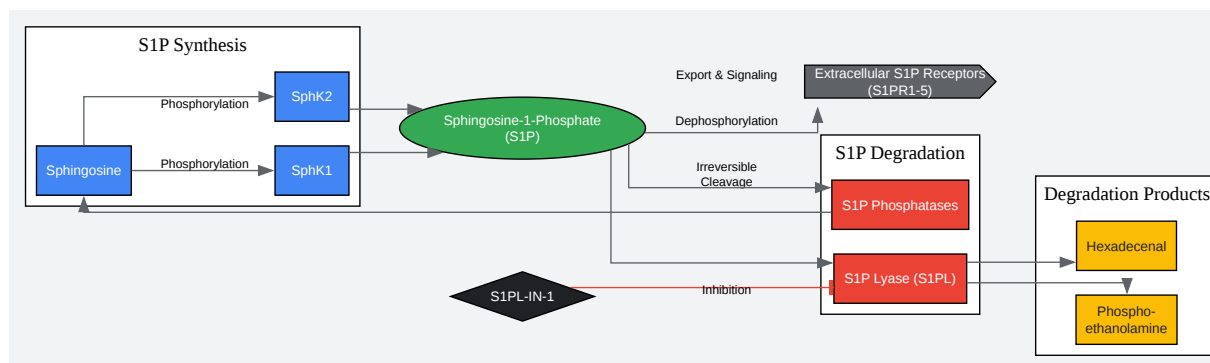 S1P Synthesis
SphK2
Phosphorylation
Sphingosine
Phosphorylation
SphK1
Sphingosine-1-Phosphate
(S1P)
Export & Signaling
Extracellular S1P Receptors
(S1PR1-5)
Dephosphorylation
Irreversible
Cleavage
S1P Degradation
S1P Phosphatases
S1P Lyase (S1PL)
S1PL-IN-1
Inhibition
Degradation Products
Hexadecenal
Phospho-
ethanolamine